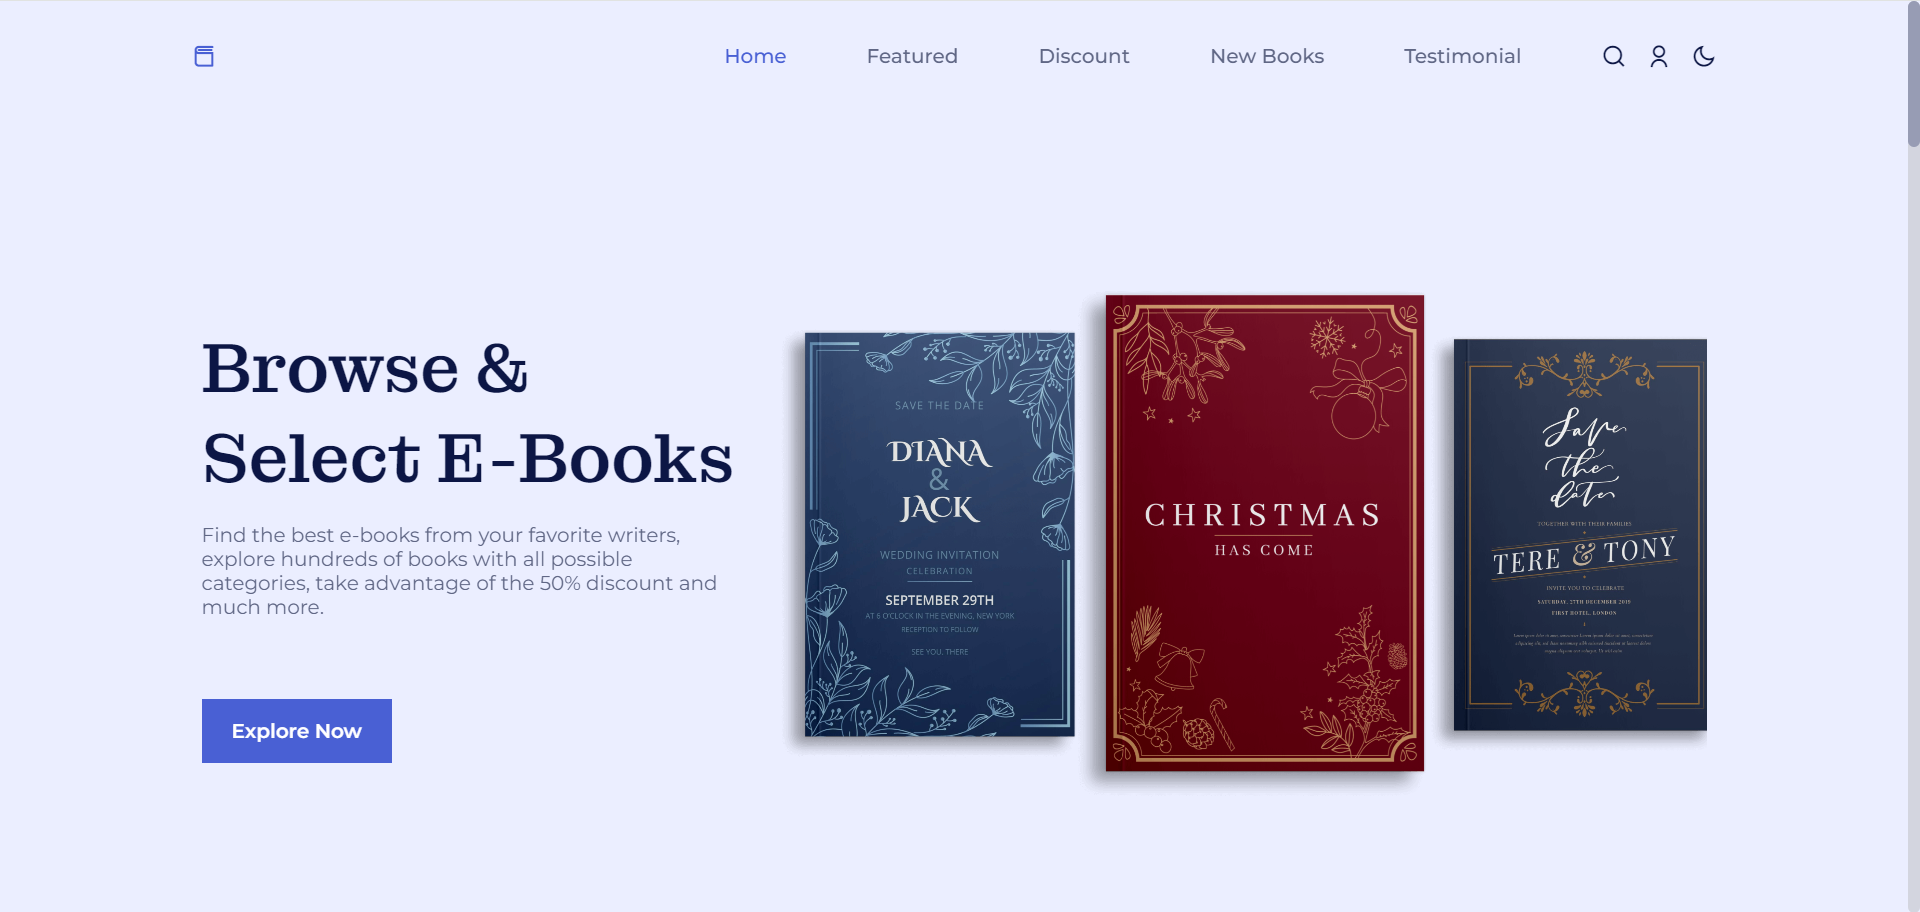 Home Featured Discount New Books Testimonial
Browse &
Select E-Books
Find the best e-books from your favorite writers,
explore hundreds of books with all possible
categories, take advantage of the 50% discount and
much more.
Explore Now
SAVE THE DATE
DIANA
&
JACK
WEDDING INVITATION
CELEBRATION
SEPTEMBER 29TH
AT 6 O'CLOCK IN THE EVENING, NEW YORK
RECEPTION TO FOLLOW
SEE YOU, THERE
CHRISTMAS
HAS COME
Save
the
date
TOGETHER WITH THEIR FAMILIES
TERE & TONY
INVITE YOU TO CELEBRATE
SATURDAY, 27TH DECEMBER 2019
FIRST HOTEL, LONDON